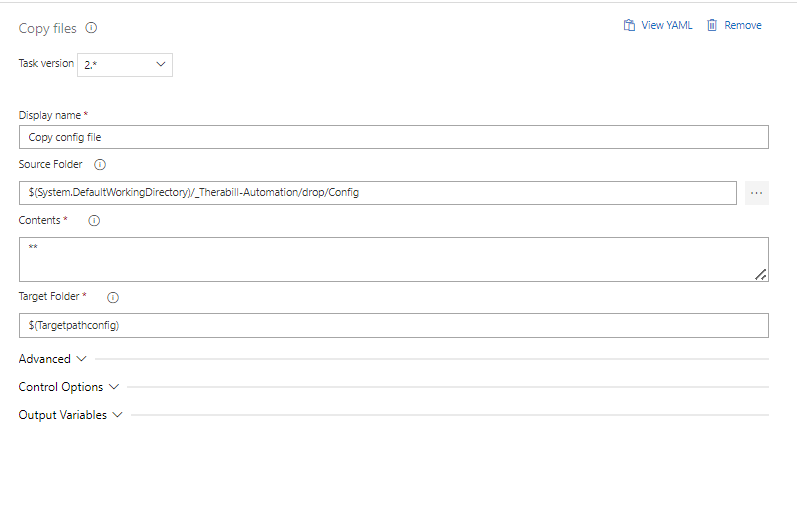 Copy files
View YAML
Remove
Task version
2.*
Display name *
Copy config file
Source Folder
$(System.DefaultWorkingDirectory)/_Therabill-Automation/drop/Config
...
Contents *
**
Target Folder *
$(Targetpathconfig)
Advanced
Control Options
Output Variables